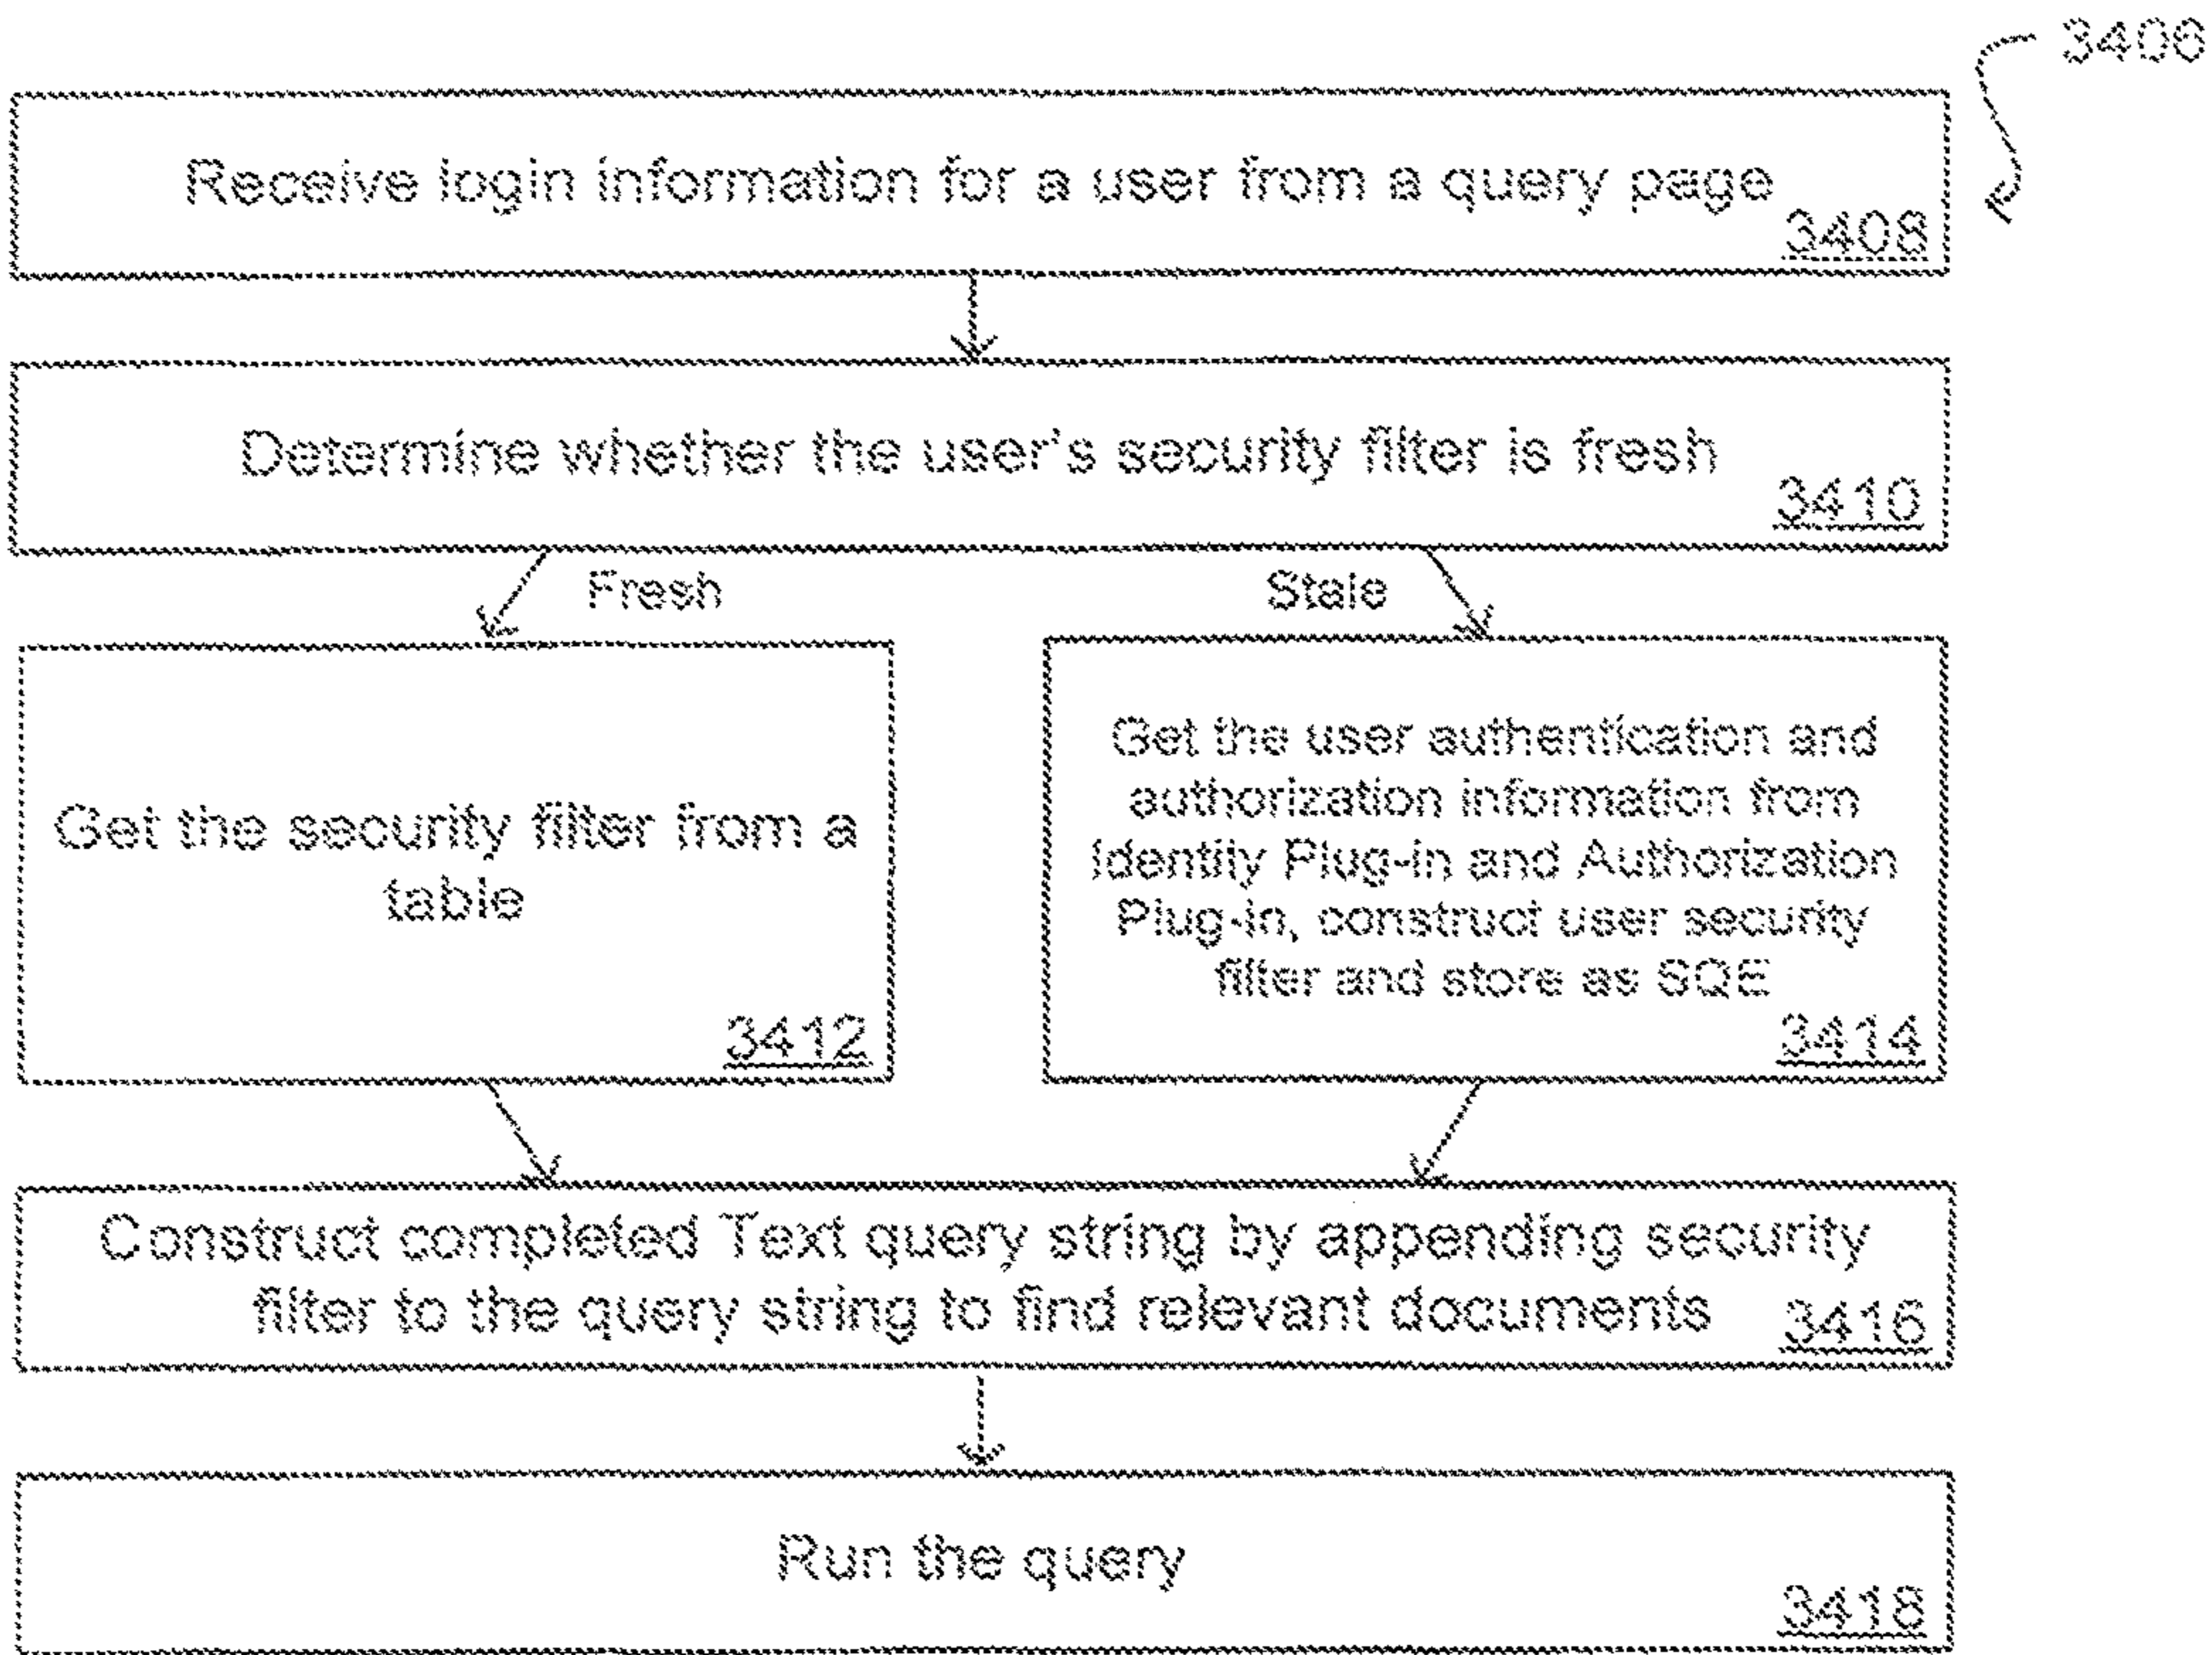 3406
Receive login information for a user from a query page
3408
Determine whether the user's security filter is fresh
3410
Fresh
Stale
Get the security filter from a
table
3412
Get the user authentication and
authorization information from
Identity Plug-in and Authorization
Plug-in, construct user security
filter and store as SQE
3414
Construct completed Text query string by appending security
filter to the query string to find relevant documents
3416
Run the query
3418